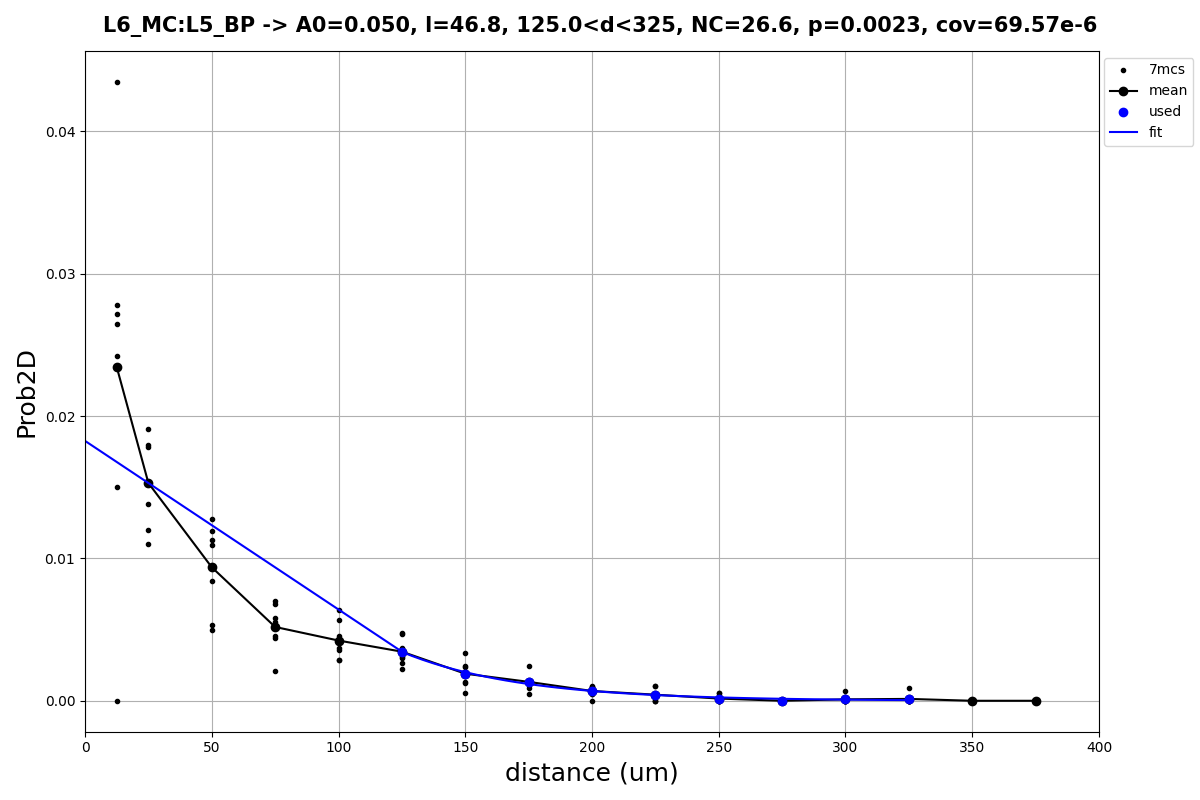 L6_MC:L5_BP -> A0=0.050, l=46.8, 125.0<d<325, NC=26.6, p=0.0023, cov=69.57e-6
7mcs
mean
used
fit
Prob2D
0.04
0.03
0.02
0.01
0.00
0 50 100 150 200 250 300 350 400
distance (um)